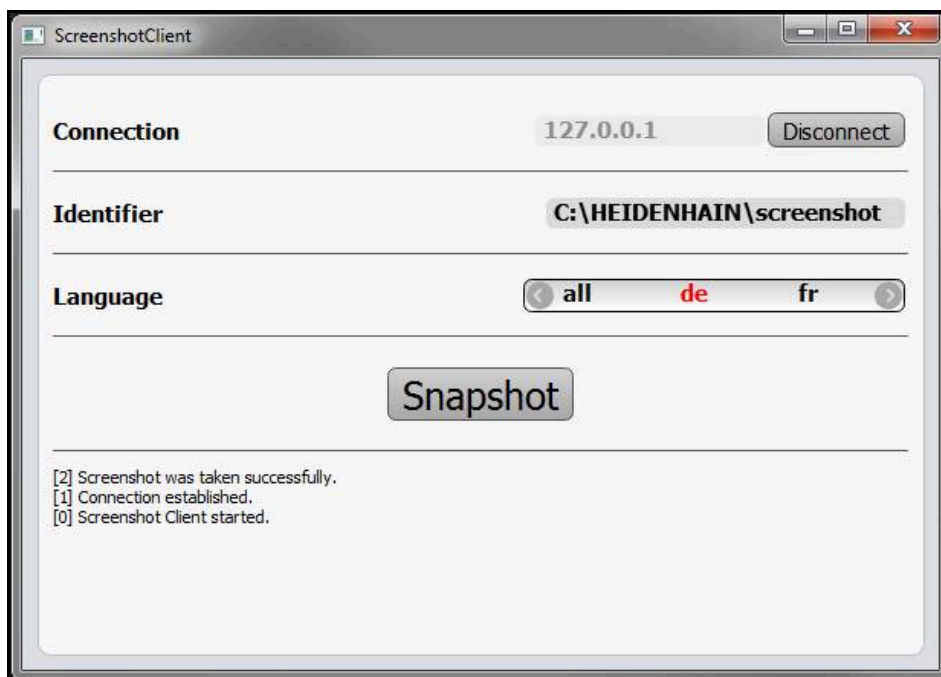 ScreenshotClient
Connection 127.0.0.1 Disconnect
Identifier C:\HEIDENHAIN\screenshot
Language all de fr
Snapshot
[2] Screenshot was taken successfully.
[1] Connection established.
[0] Screenshot Client started.